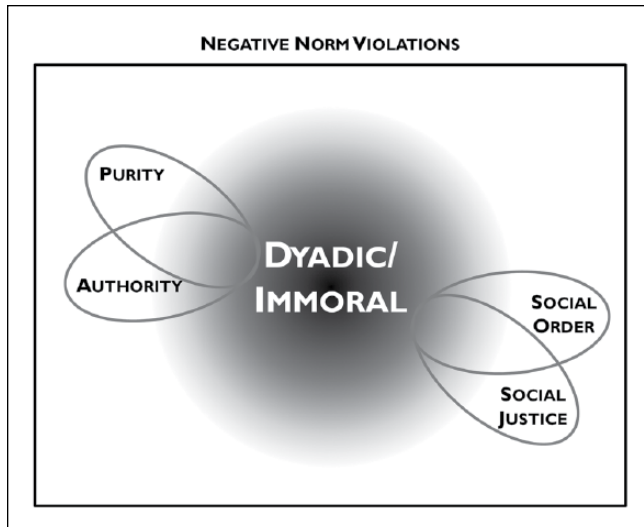 NEGATIVE NORM VIOLATIONS
PURITY
AUTHORITY
DYADIC/
IMMORAL
SOCIAL
ORDER
SOCIAL
JUSTICE